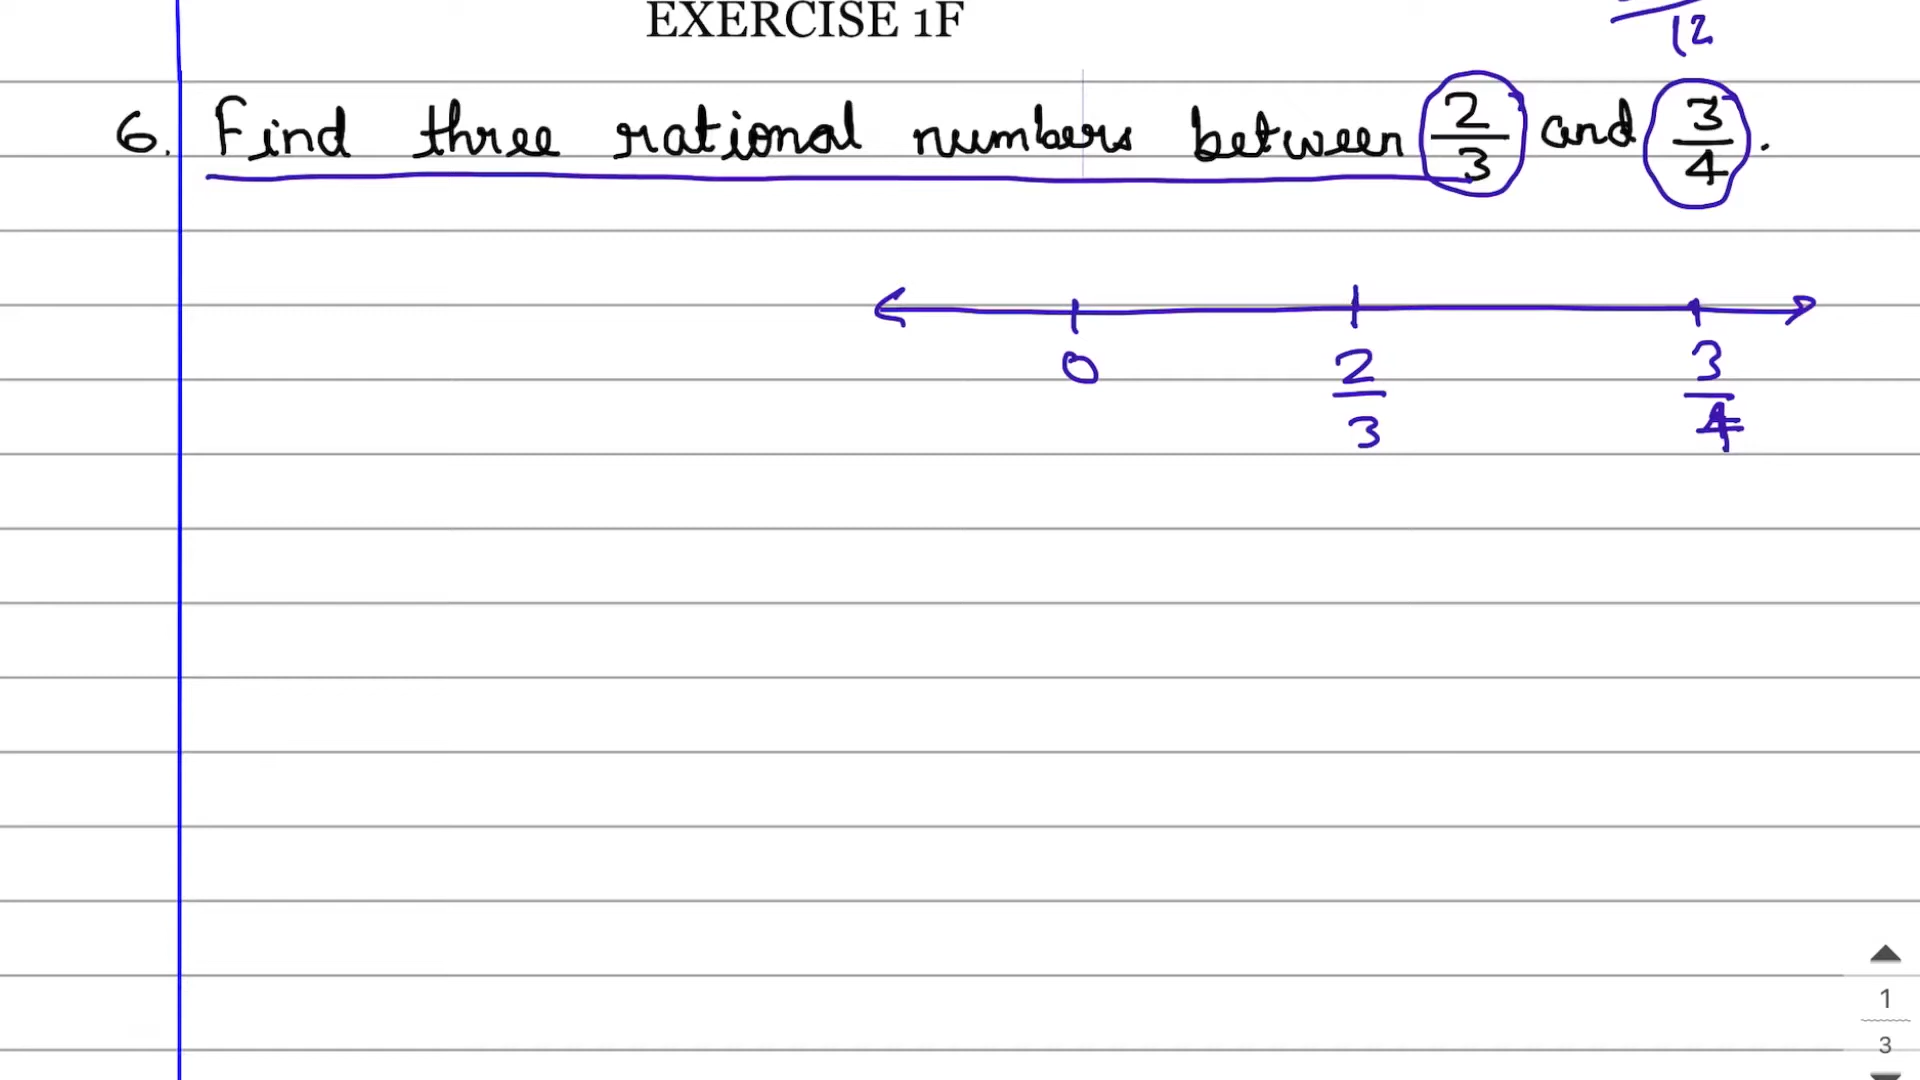 EXERCISE 1F
12
6. Find three rational numbers between 2/3 and 3/4.
0 2/3 3/4
1
3